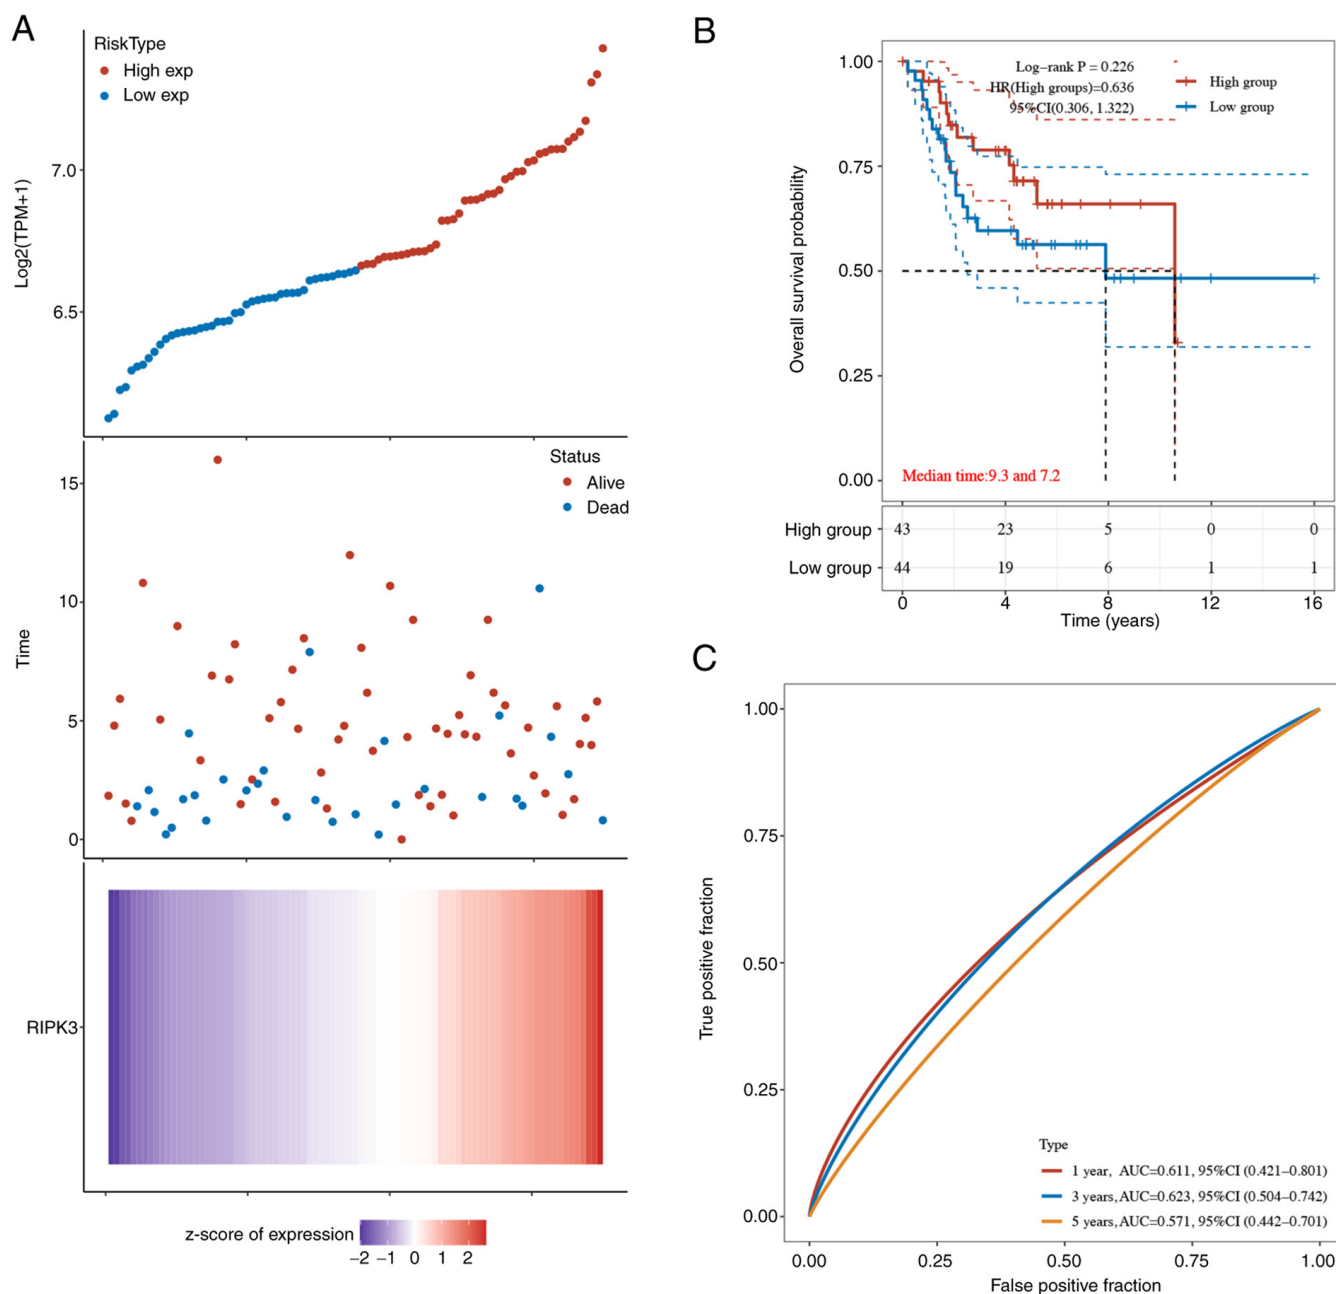 A
RiskType
High exp
Low exp
Log2(TPM+1)
7.0
6.5
Status
Alive
Dead
Time
15
10
5
0
RIPK3
z-score of expression
−2 −1 0 1 2
B
Log−rank P = 0.226
HR(High groups)=0.636
95%CI(0.306, 1.322)
High group
Low group
Overall survival probability
1.00
0.75
0.50
0.25
0.00
Median time:9.3 and 7.2
High group 43 23 5 0 0
Low group 44 19 6 1 1
0 4 8 12 16
Time (years)
C
True positive fraction
1.00
0.75
0.50
0.25
0.00
Type
1 year, AUC=0.611, 95%CI (0.421–0.801)
3 years,AUC=0.623, 95%CI (0.504–0.742)
5 years,AUC=0.571, 95%CI (0.442–0.701)
0.00 0.25 0.50 0.75 1.00
False positive fraction